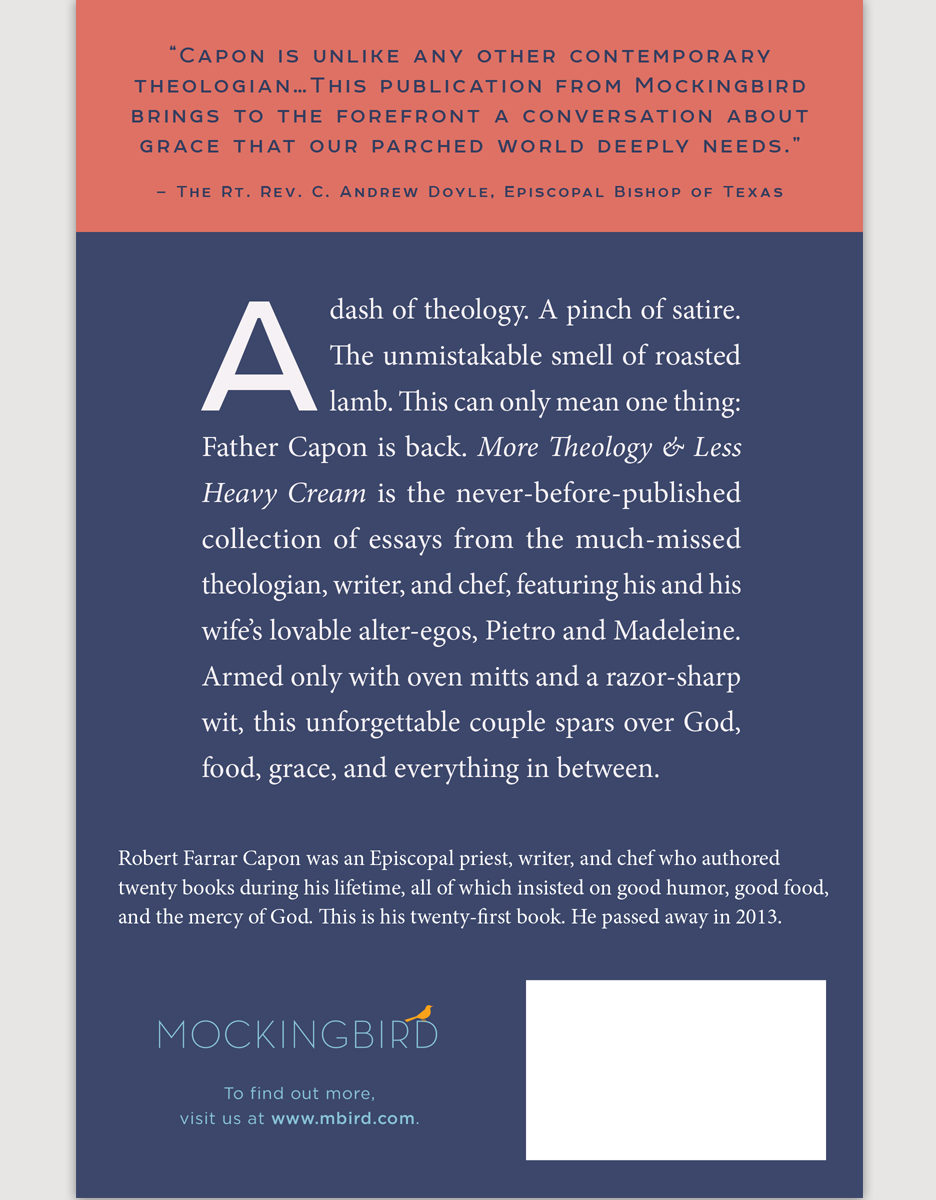 “Capon is unlike any other contemporary
theologian…This publication from Mockingbird
brings to the forefront a conversation about
grace that our parched world deeply needs.”
– The Rt. Rev. C. Andrew Doyle, Episcopal Bishop of Texas
A dash of theology. A pinch of satire.
The unmistakable smell of roasted
lamb. This can only mean one thing:
Father Capon is back. More Theology & Less
Heavy Cream is the never-before-published
collection of essays from the much-missed
theologian, writer, and chef, featuring his and his
wife’s lovable alter-egos, Pietro and Madeleine.
Armed only with oven mitts and a razor-sharp
wit, this unforgettable couple spars over God,
food, grace, and everything in between.
Robert Farrar Capon was an Episcopal priest, writer, and chef who authored
twenty books during his lifetime, all of which insisted on good humor, good food,
and the mercy of God. This is his twenty-first book. He passed away in 2013.
MOCKINGBIRD
To find out more,
visit us at www.mbird.com.